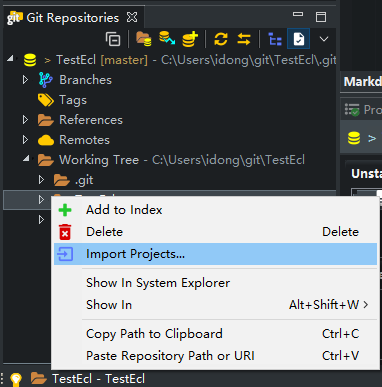 Git Repositories
> TestEcl [master] - C:\Users\idong\git\TestEcl\.git
Branches
Tags
References
Remotes
Working Tree - C:\Users\idong\git\TestEcl
.git
Add to Index
Delete Delete
Import Projects...
Show In System Explorer
Show In Alt+Shift+W >
Copy Path to Clipboard Ctrl+C
Paste Repository Path or URI Ctrl+V
TestEcl - TestEcl
Markd
Proje
>
Unsta